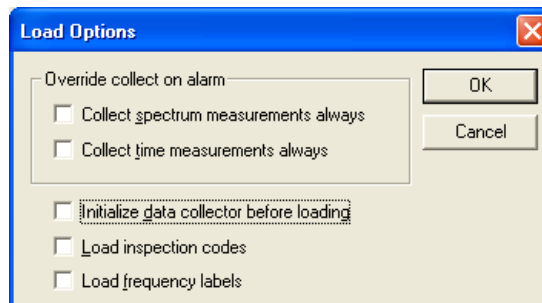 Load Options
Override collect on alarm
Collect spectrum measurements always
Collect time measurements always
OK
Cancel
Initialize data collector before loading
Load inspection codes
Load frequency labels